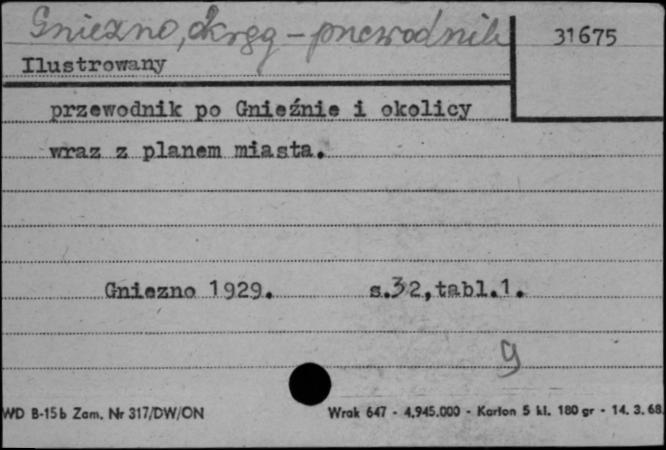 Gniezno, okręg - przewodnik
31675
Ilustrowany
przewodnik po Gnieźnie i okolicy
wraz z planem miasta.
Gniezno 1929. s.32,tabl.1.
g
WD B-15b Zam. Nr 317/DW/ON Wrak 647 - 4.945.000 - Karton 5 kl. 180 gr - 14. 3. 68.